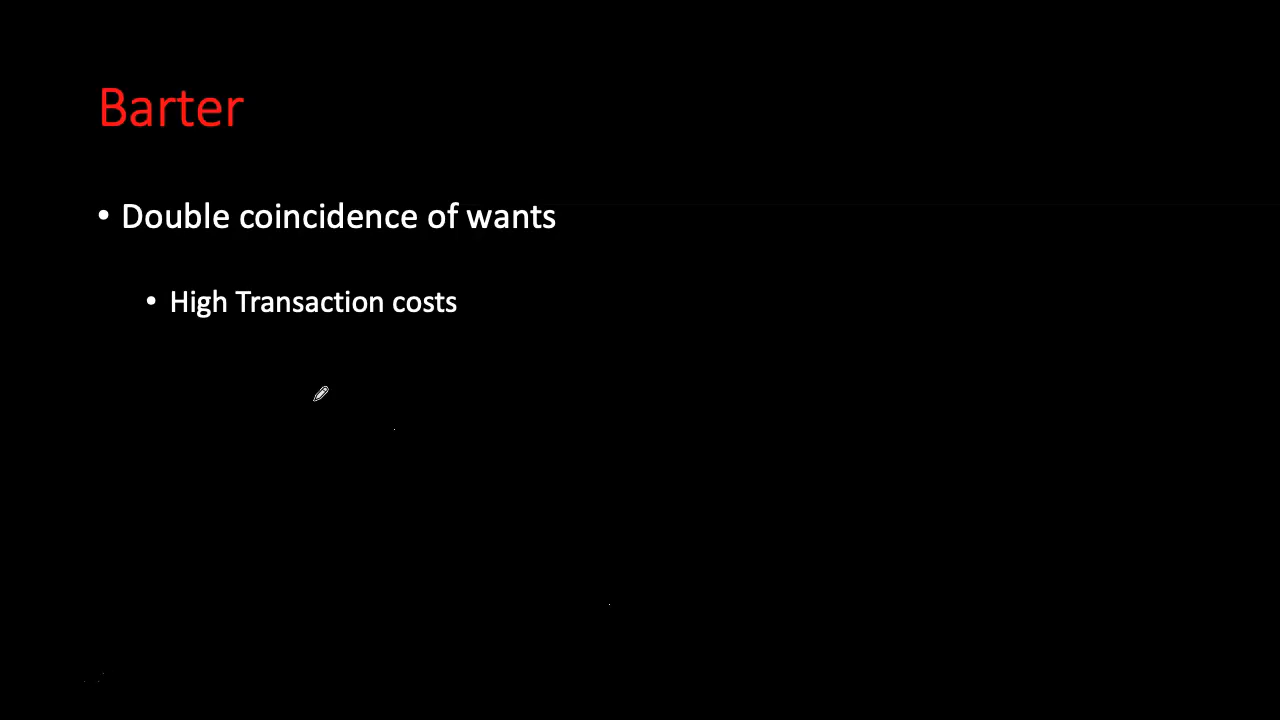 Barter
• Double coincidence of wants
• High Transaction costs